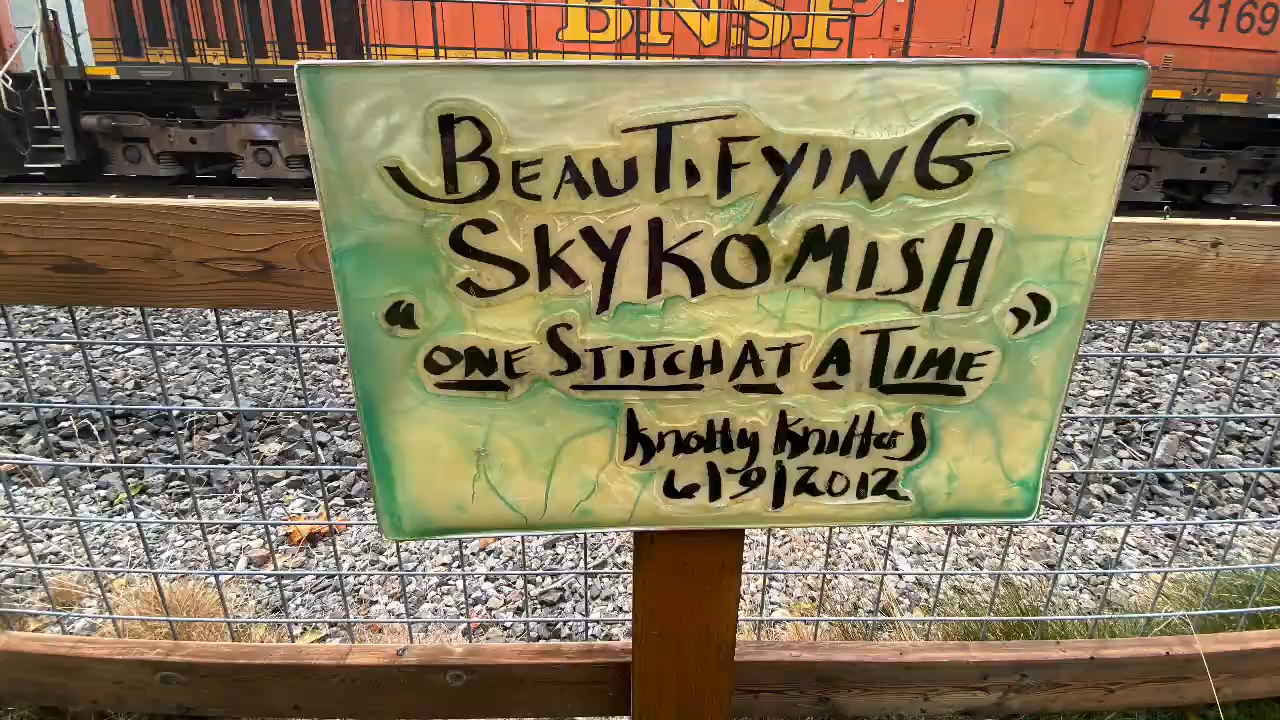 BNSF
4169
BEAUTIFYING
SKYKOMISH
"ONE STITCH AT A TIME"
Knotty Knitters
6/9/2012